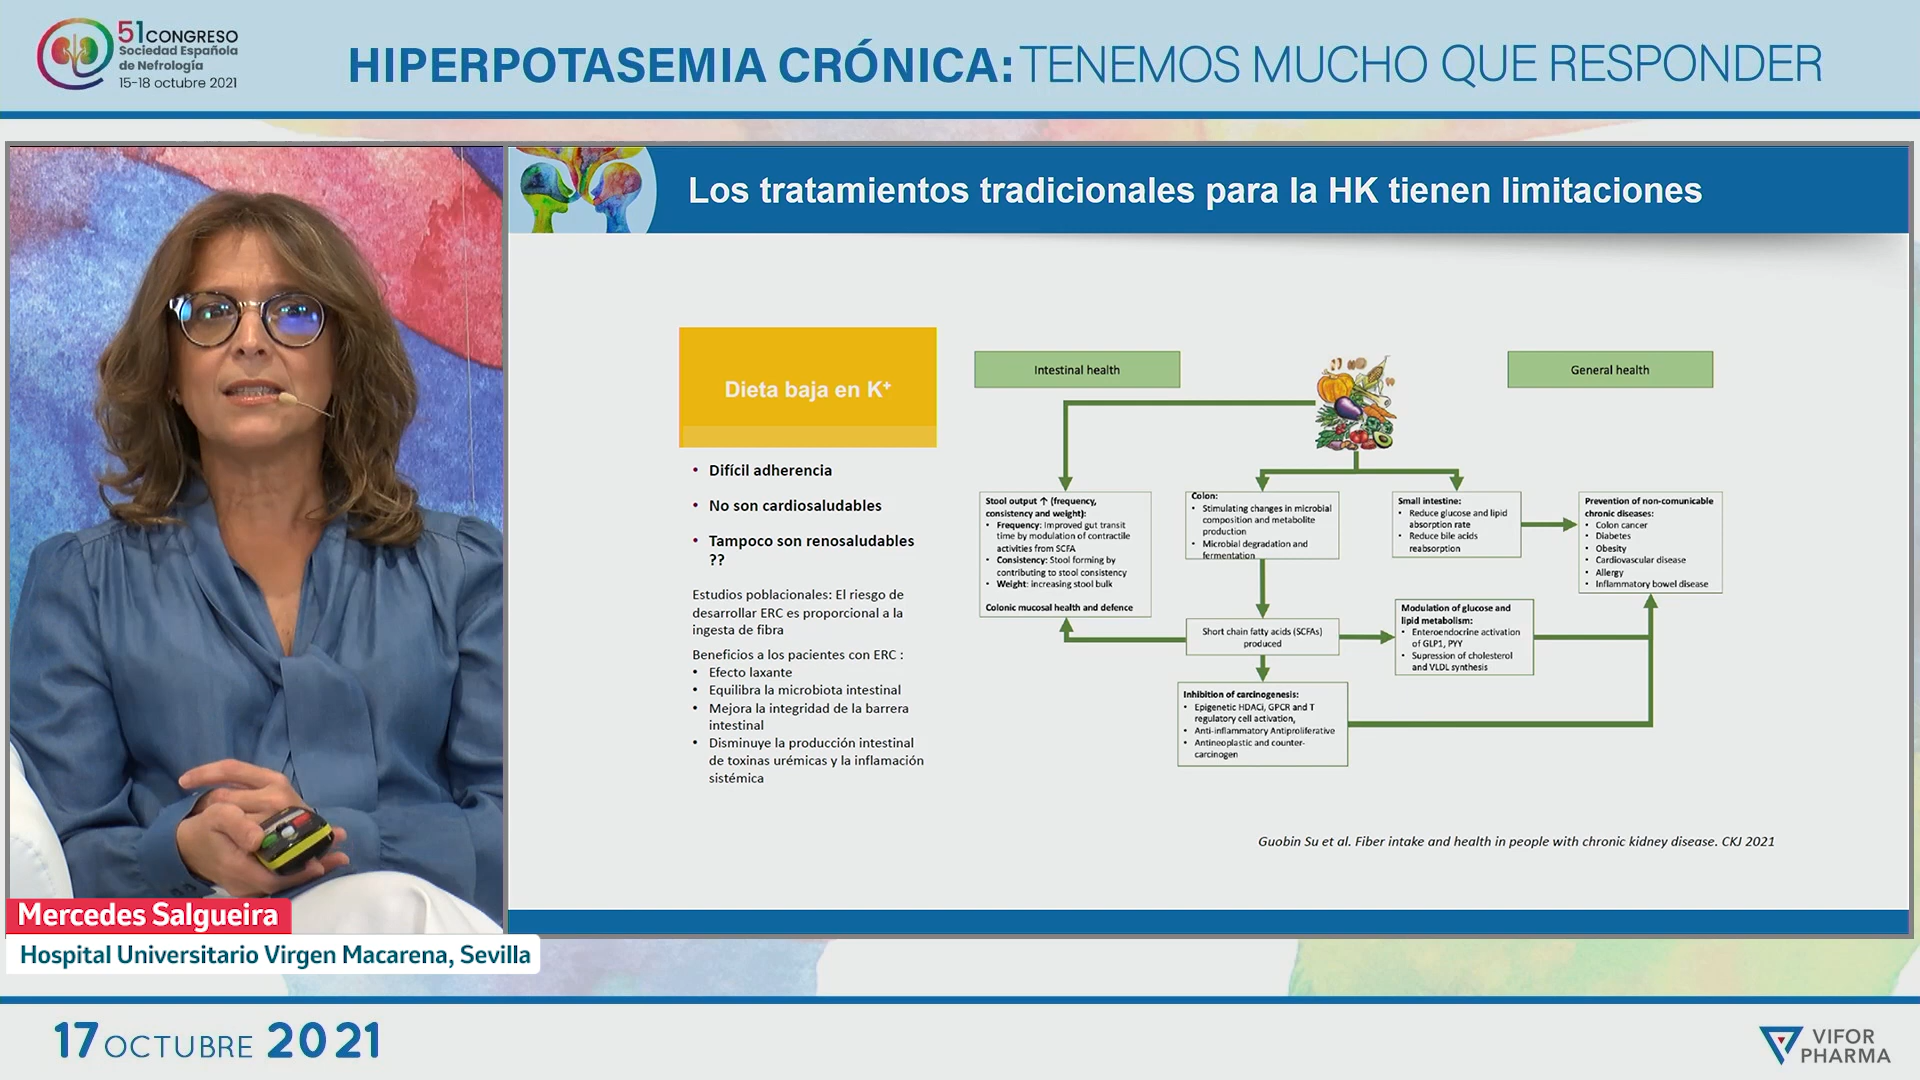 51 CONGRESO
Sociedad Española
de Nefrología
15-18 octubre 2021
HIPERPOTASEMIA CRÓNICA: TENEMOS MUCHO QUE RESPONDER
Los tratamientos tradicionales para la HK tienen limitaciones
Dieta baja en K+
• Difícil adherencia
• No son cardiosaludables
• Tampoco son renosaludables
??
Estudios poblacionales: El riesgo de
desarrollar ERC es proporcional a la
ingesta de fibra
Beneficios a los pacientes con ERC :
• Efecto laxante
• Equilibra la microbiota intestinal
• Mejora la integridad de la barrera
intestinal
• Disminuye la producción intestinal
de toxinas urémicas y la inflamación
sistémica
Intestinal health
General health
Stool output ↑ (frequency,
consistency and weight):
• Frequency: Improved gut transit
time by modulation of contractile
activities from SCFA
• Consistency: Stool forming by
contributing to stool consistency
• Weight: increasing stool bulk
Colonic mucosal health and defence
Colon:
• Stimulating changes in microbial
composition and metabolite
production
• Microbial degradation and
fermentation
Small intestine:
• Reduce glucose and lipid
absorption rate
• Reduce bile acids
reabsorption
Prevention of non-comunicable
chronic diseases:
• Colon cancer
• Diabetes
• Obesity
• Cardiovascular disease
• Allergy
• Inflammatory bowel disease
Short chain fatty acids (SCFAs)
produced
Modulation of glucose and
lipid metabolism:
• Enteroendocrine activation
of GLP1, PYY
• Supression of cholesterol
and VLDL synthesis
Inhibition of carcinogenesis:
• Epigenetic HDACi, GPCR and T
regulatory cell activation,
• Anti-inflammatory Antiproliferative
• Antineoplastic and counter-
carcinogen
Guobin Su et al. Fiber intake and health in people with chronic kidney disease. CKJ 2021
Mercedes Salgueira
Hospital Universitario Virgen Macarena, Sevilla
17 OCTUBRE 2021
VIFOR
PHARMA